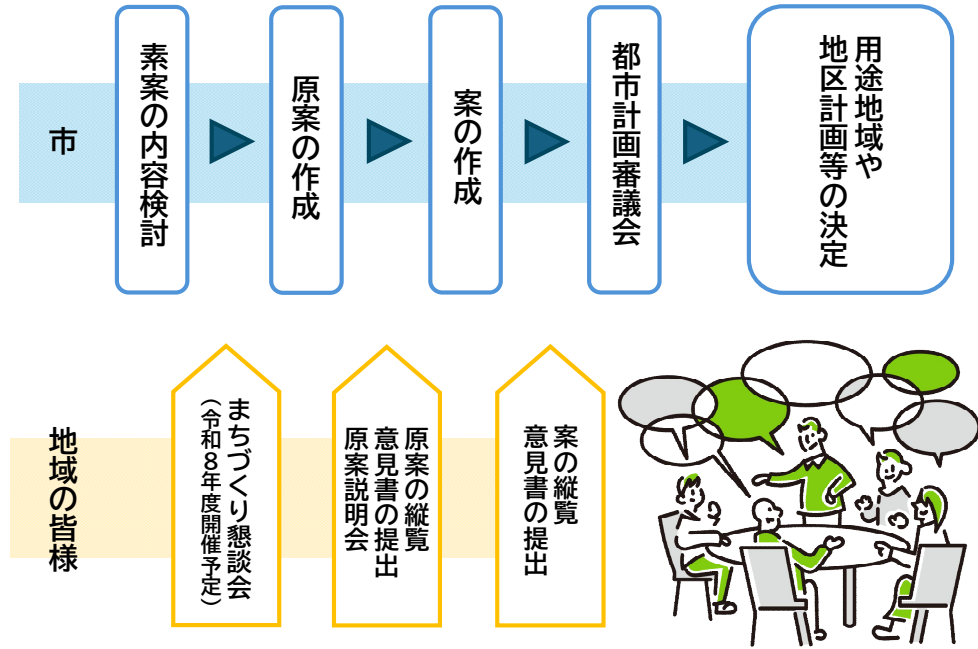 市
素案の内容検討
原案の作成
案の作成
都市計画審議会
用途地域や
地区計画等の決定
地域の皆様
まちづくり懇談会
（令和８年度開催予定）
原案の縦覧
意見書の提出
原案説明会
案の縦覧
意見書の提出